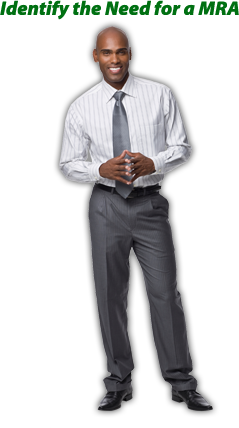 Identify the Need for a MRA